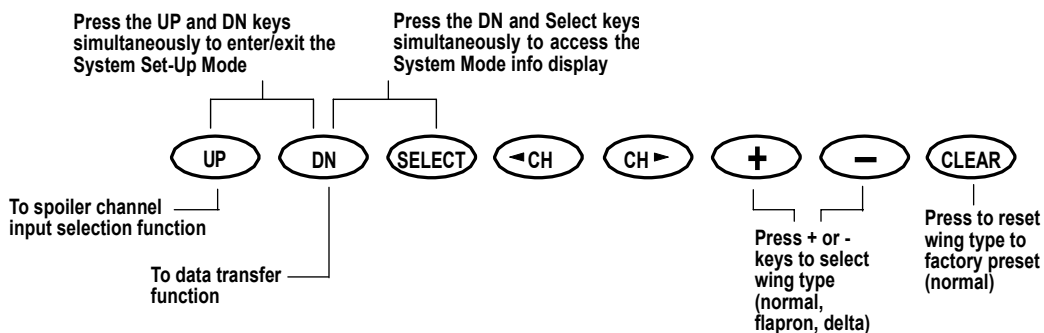 Press the UP and DN keys
simultaneously to enter/exit the
System Set-Up Mode
Press the DN and Select keys
simultaneously to access the
System Mode info display
UP
DN
SELECT
◄CH
CH►
+
–
CLEAR
To spoiler channel
input selection function
To data transfer
function
Press + or -
keys to select
wing type
(normal,
flapron, delta)
Press to reset
wing type to
factory preset
(normal)